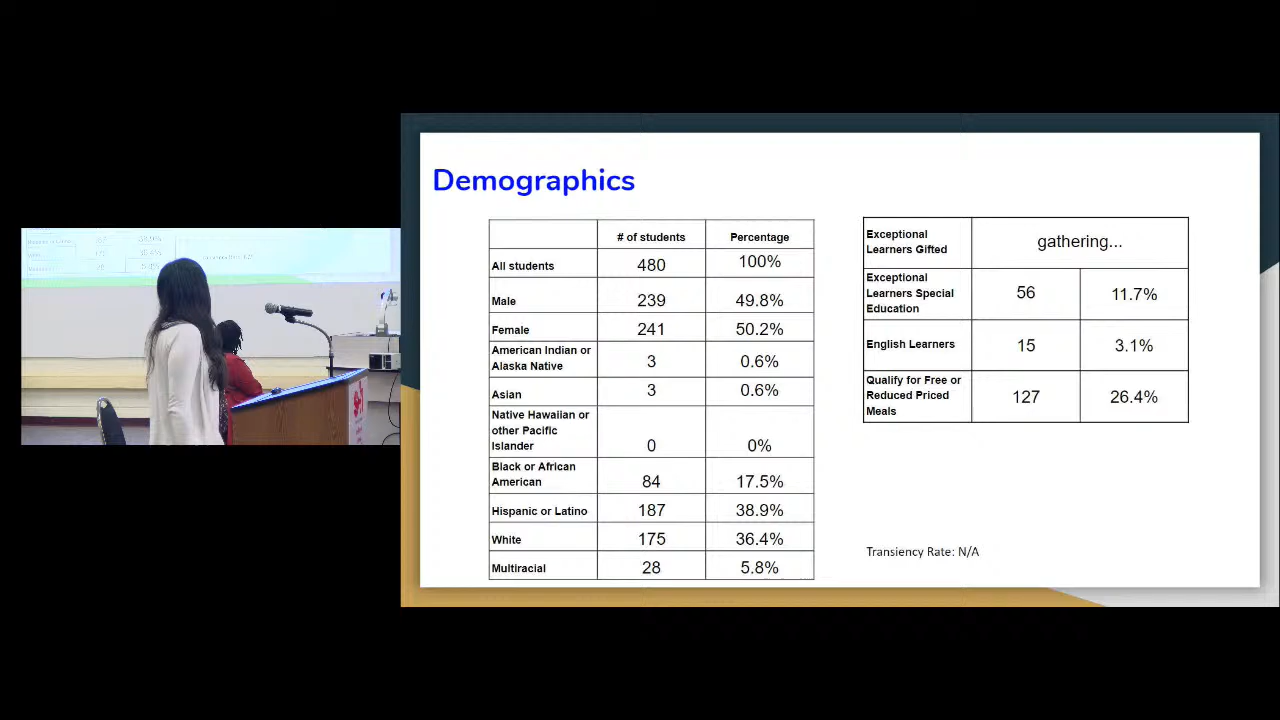 Demographics
# of students Percentage
All students 480 100%
Male 239 49.8%
Female 241 50.2%
American Indian or
Alaska Native 3 0.6%
Asian 3 0.6%
Native Hawaiian or
other Pacific
Islander 0 0%
Black or African
American 84 17.5%
Hispanic or Latino 187 38.9%
White 175 36.4%
Multiracial 28 5.8%
Exceptional
Learners Gifted gathering...
Exceptional
Learners Special
Education 56 11.7%
English Learners 15 3.1%
Qualify for Free or
Reduced Priced
Meals 127 26.4%
Transiency Rate: N/A